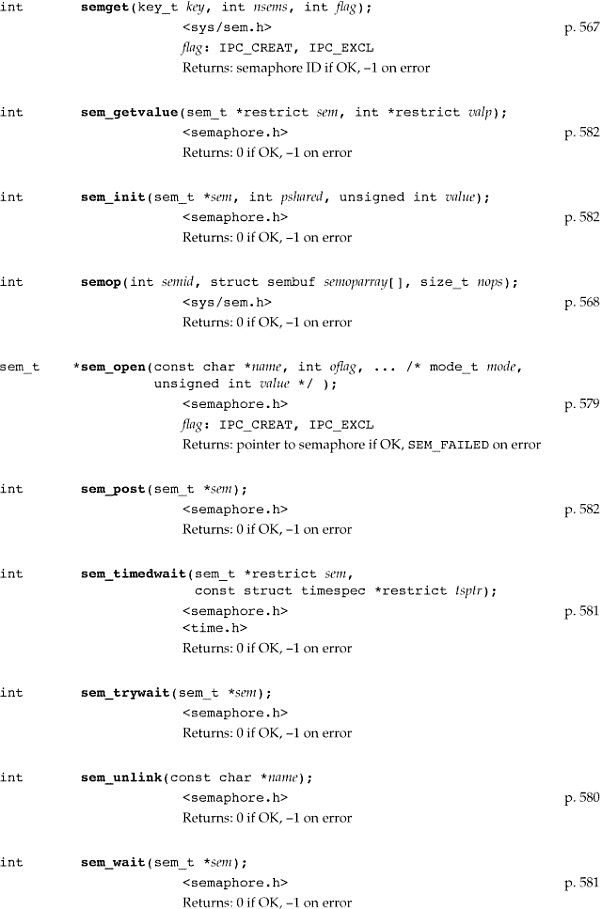 int semget(key_t key, int nsems, int flag);
<sys/sem.h> p. 567
flag: IPC_CREAT, IPC_EXCL
Returns: semaphore ID if OK, –1 on error
int sem_getvalue(sem_t *restrict sem, int *restrict valp);
<semaphore.h> p. 582
Returns: 0 if OK, –1 on error
int sem_init(sem_t *sem, int pshared, unsigned int value);
<semaphore.h> p. 582
Returns: 0 if OK, –1 on error
int semop(int semid, struct sembuf semoparray[], size_t nops);
<sys/sem.h> p. 568
Returns: 0 if OK, –1 on error
sem_t *sem_open(const char *name, int oflag, ... /* mode_t mode,
unsigned int value */ );
<semaphore.h> p. 579
flag: IPC_CREAT, IPC_EXCL
Returns: pointer to semaphore if OK, SEM_FAILED on error
int sem_post(sem_t *sem);
<semaphore.h> p. 582
Returns: 0 if OK, –1 on error
int sem_timedwait(sem_t *restrict sem,
const struct timespec *restrict tsptr);
<semaphore.h> p. 581
<time.h>
Returns: 0 if OK, –1 on error
int sem_trywait(sem_t *sem);
<semaphore.h>
Returns: 0 if OK, –1 on error
int sem_unlink(const char *name);
<semaphore.h> p. 580
Returns: 0 if OK, –1 on error
int sem_wait(sem_t *sem);
<semaphore.h> p. 581
Returns: 0 if OK, –1 on error